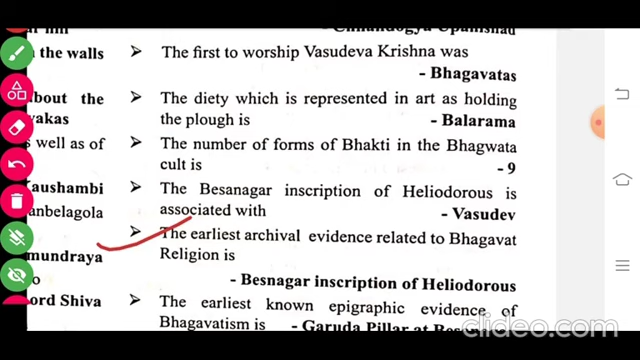 Chhandogya Upanishad
the walls
The first to worship Vasudeva Krishna was
- Bhagavatas
about the
The diety which is represented in art as holding
the plough is - Balarama
s well as of
The number of forms of Bhakti in the Bhagwata
cult is - 9
Kaushambi
The Besanagar inscription of Heliodorous is
associated with - Vasudev
The earliest archival evidence related to Bhagavat
mundraya
Religion is
- Besnagar inscription of Heliodorous
ord Shiva
The earliest known epigraphic evidence of
Bhagavatism is - Garuda Pillar at
clideo.com